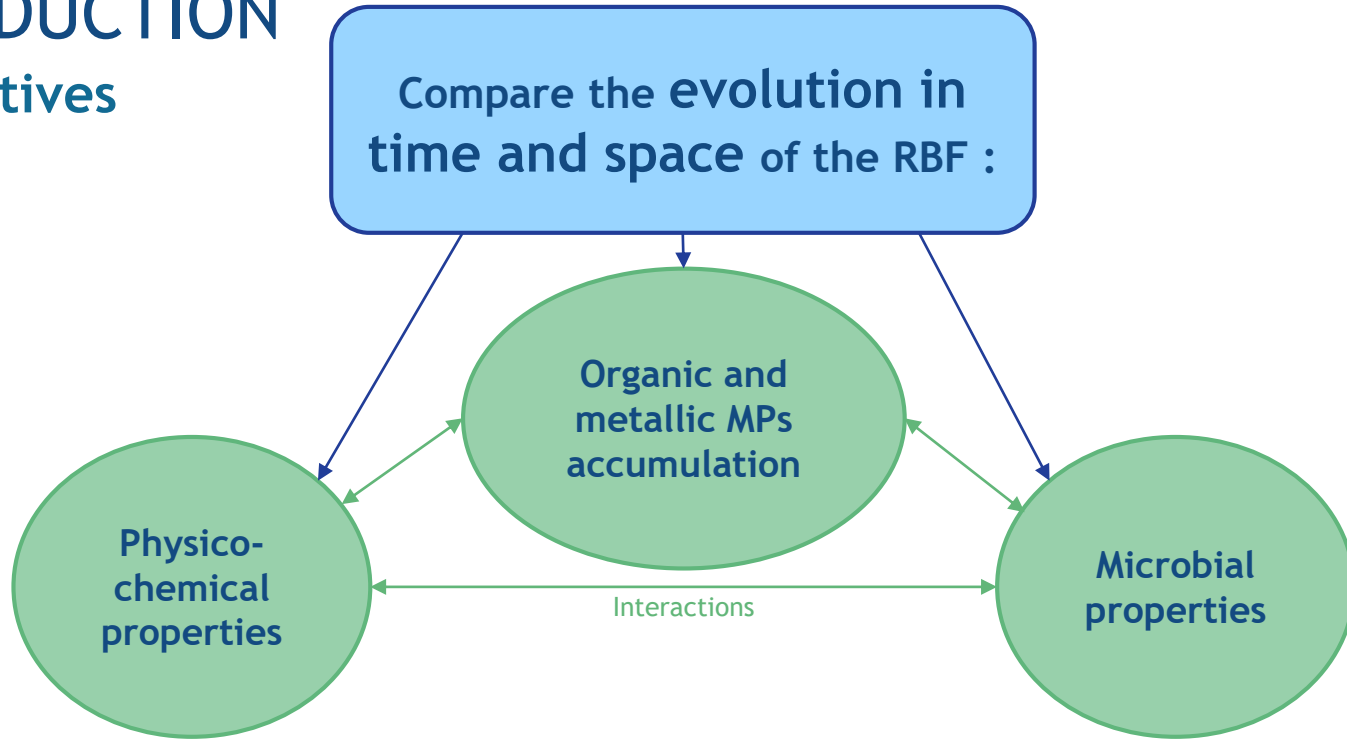 DUCTION
tives
Compare the evolution in
time and space of the RBF :
Organic and
metallic MPs
accumulation
Physico-
chemical
properties
Interactions
Microbial
properties